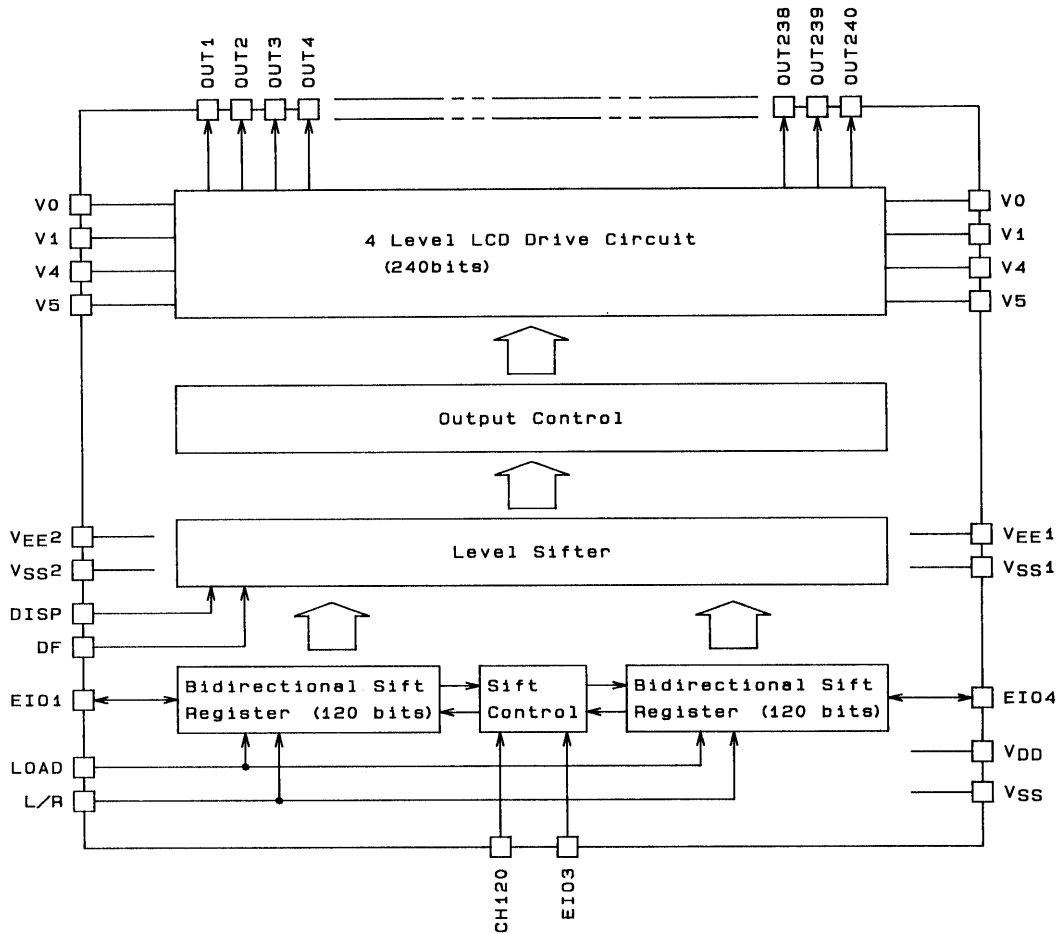 OUT1
OUT2
OUT3
OUT4
OUT238
OUT239
OUT240
V0
V1
V4
V5
4 Level LCD Drive Circuit
(240bits)
V0
V1
V4
V5
Output Control
VEE2
VSS2
DISP
DF
Level Sifter
VEE1
VSS1
EIO1
Bidirectional Sift
Register (120 bits)
Sift
Control
Bidirectional Sift
Register (120 bits)
EIO4
LOAD
L/R
VDD
VSS
CH120
EIO3